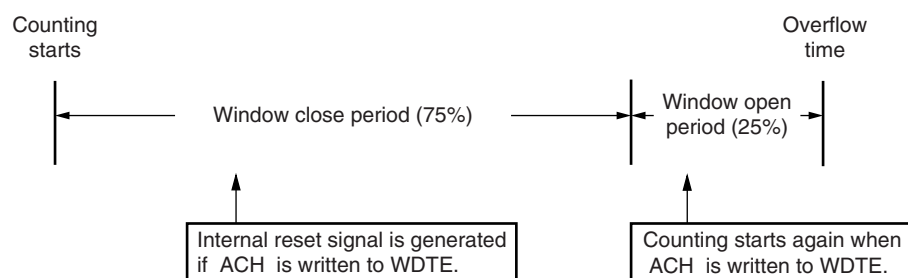 Counting
starts
Overflow
time
Window close period (75%)
Window open
period (25%)
Internal reset signal is generated
if ACH is written to WDTE.
Counting starts again when
ACH is written to WDTE.